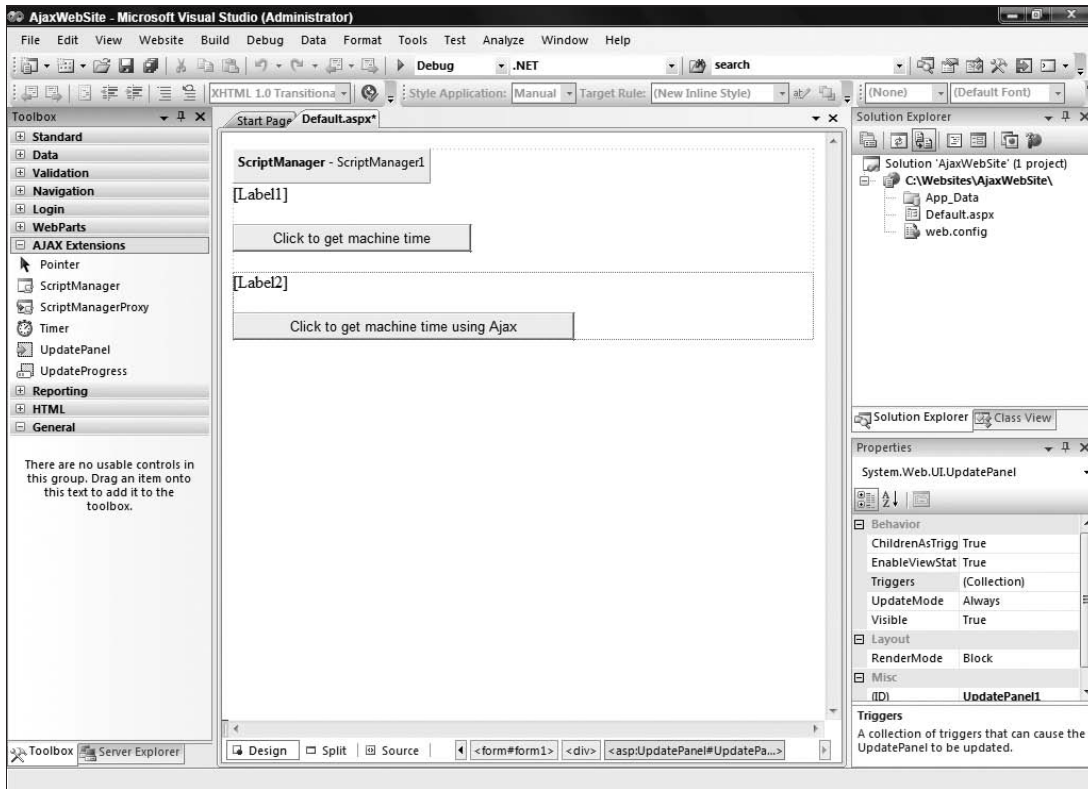 AjaxWebSite - Microsoft Visual Studio (Administrator)
File Edit View Website Build Debug Data Format Tools Test Analyze Window Help
Debug .NET search
XHTML 1.0 Transitiona Style Application: Manual Target Rule: (New Inline Style) (None) (Default Font)
Toolbox
Standard
Data
Validation
Navigation
Login
WebParts
AJAX Extensions
Pointer
ScriptManager
ScriptManagerProxy
Timer
UpdatePanel
UpdateProgress
Reporting
HTML
General
There are no usable controls in
this group. Drag an item onto
this text to add it to the
toolbox.
Toolbox Server Explorer
Start Page Default.aspx*
ScriptManager - ScriptManager1
[Label1]
Click to get machine time
[Label2]
Click to get machine time using Ajax
Design Split Source <form#form1> <div> <asp:UpdatePanel#UpdatePa...>
Solution Explorer
Solution 'AjaxWebSite' (1 project)
C:\Websites\AjaxWebSite\
App_Data
Default.aspx
web.config
Solution Explorer Class View
Properties
System.Web.UI.UpdatePanel
Behavior
ChildrenAsTrigg True
EnableViewStat True
Triggers (Collection)
UpdateMode Always
Visible True
Layout
RenderMode Block
Misc
(ID) UpdatePanel1
Triggers
A collection of triggers that can cause the
UpdatePanel to be updated.